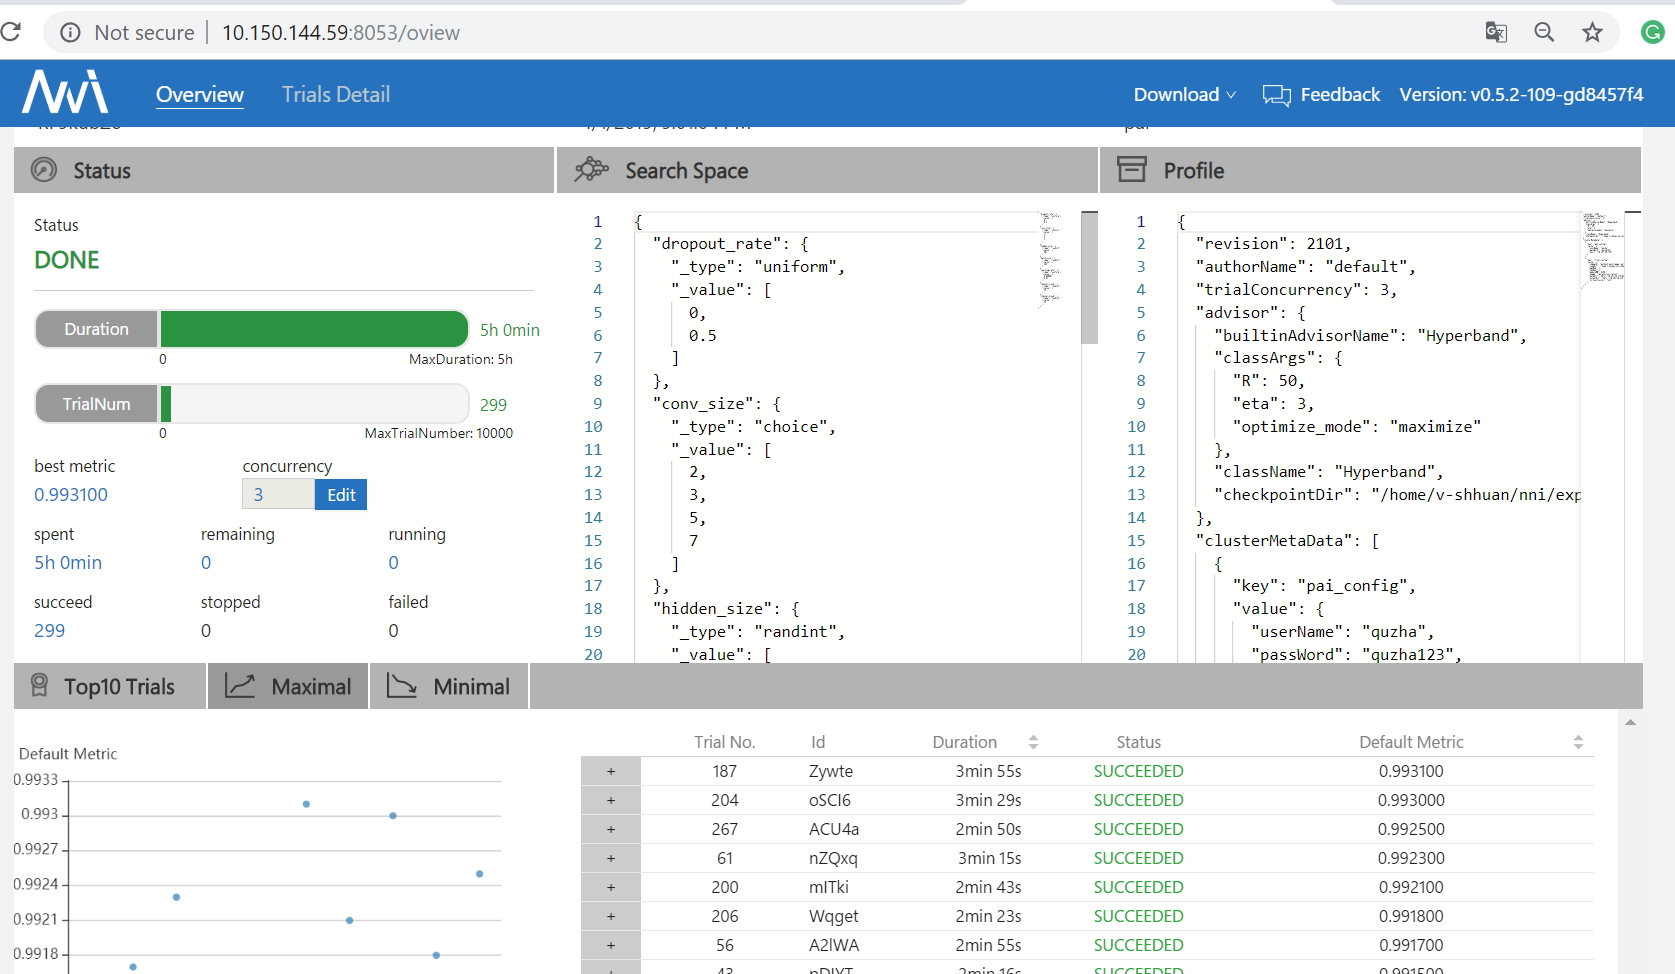 Not secure | 10.150.144.59:8053/oview
Overview Trials Detail Download Feedback Version: v0.5.2-109-gd8457f4
Status
Status
DONE
Duration 5h 0min
0 MaxDuration: 5h
TrialNum 299
0 MaxTrialNumber: 10000
best metric concurrency
0.993100 3 Edit
spent remaining running
5h 0min 0 0
succeed stopped failed
299 0 0
Search Space
1 {
2 "dropout_rate": {
3 "_type": "uniform",
4 "_value": [
5 0,
6 0.5
7 ]
8 },
9 "conv_size": {
10 "_type": "choice",
11 "_value": [
12 2,
13 3,
14 5,
15 7
16 ]
17 },
18 "hidden_size": {
19 "_type": "randint",
20 "_value": [
Profile
1 {
2 "revision": 2101,
3 "authorName": "default",
4 "trialConcurrency": 3,
5 "advisor": {
6 "builtinAdvisorName": "Hyperband",
7 "classArgs": {
8 "R": 50,
9 "eta": 3,
10 "optimize_mode": "maximize"
11 },
12 "className": "Hyperband",
13 "checkpointDir": "/home/v-shhuan/nni/exp
14 },
15 "clusterMetaData": [
16 {
17 "key": "pai_config",
18 "value": {
19 "userName": "quzha",
20 "passWord": "quzha123",
Top10 Trials Maximal Minimal
Default Metric
0.9933
0.993
0.9927
0.9924
0.9921
0.9918
Trial No. Id Duration Status Default Metric
+ 187 Zywte 3min 55s SUCCEEDED 0.993100
+ 204 oSCI6 3min 29s SUCCEEDED 0.993000
+ 267 ACU4a 2min 50s SUCCEEDED 0.992500
+ 61 nZQxq 3min 15s SUCCEEDED 0.992300
+ 200 mITki 2min 43s SUCCEEDED 0.992100
+ 206 Wqget 2min 23s SUCCEEDED 0.991800
+ 56 A2lWA 2min 55s SUCCEEDED 0.991700